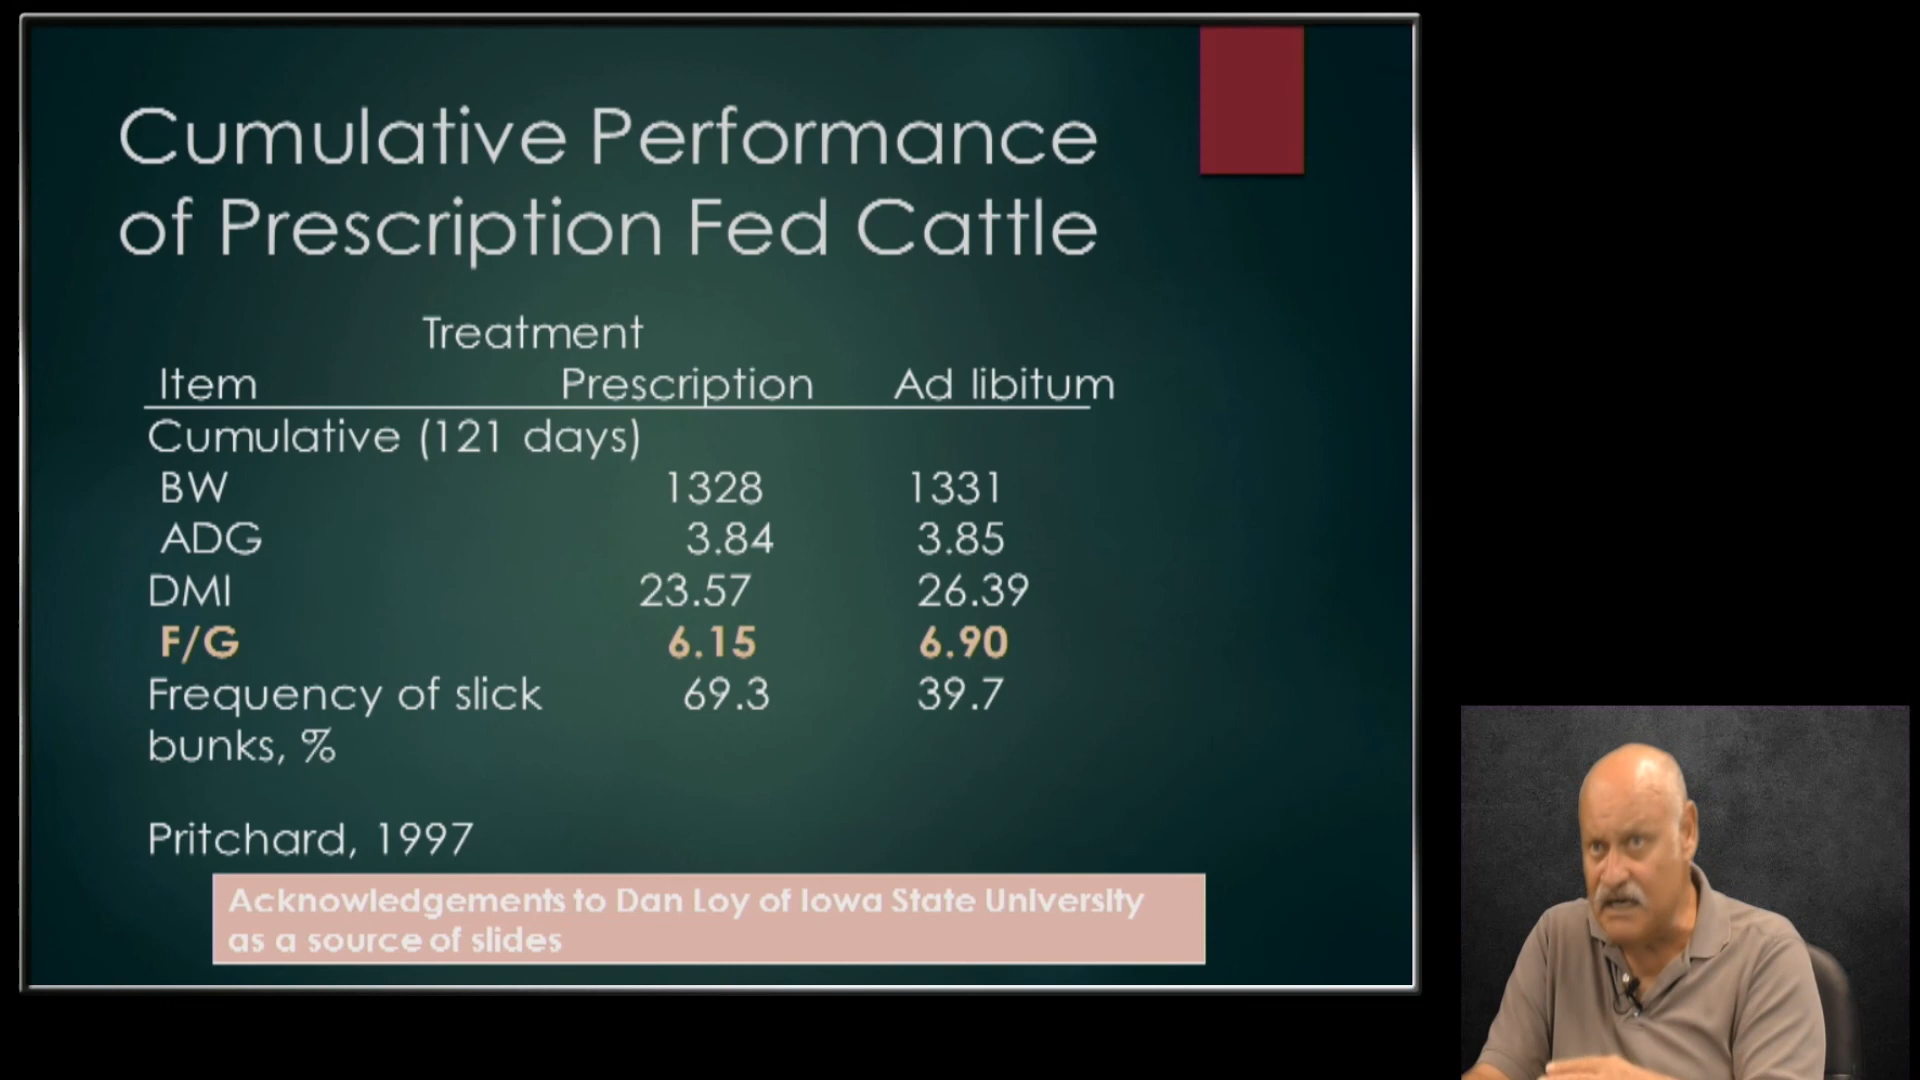 Cumulative Performance
of Prescription Fed Cattle
Treatment
Item Prescription Ad libitum
Cumulative (121 days)
BW 1328 1331
ADG 3.84 3.85
DMI 23.57 26.39
F/G 6.15 6.90
Frequency of slick 69.3 39.7
bunks, %
Pritchard, 1997
Acknowledgements to Dan Loy of Iowa State University
as a source of slides